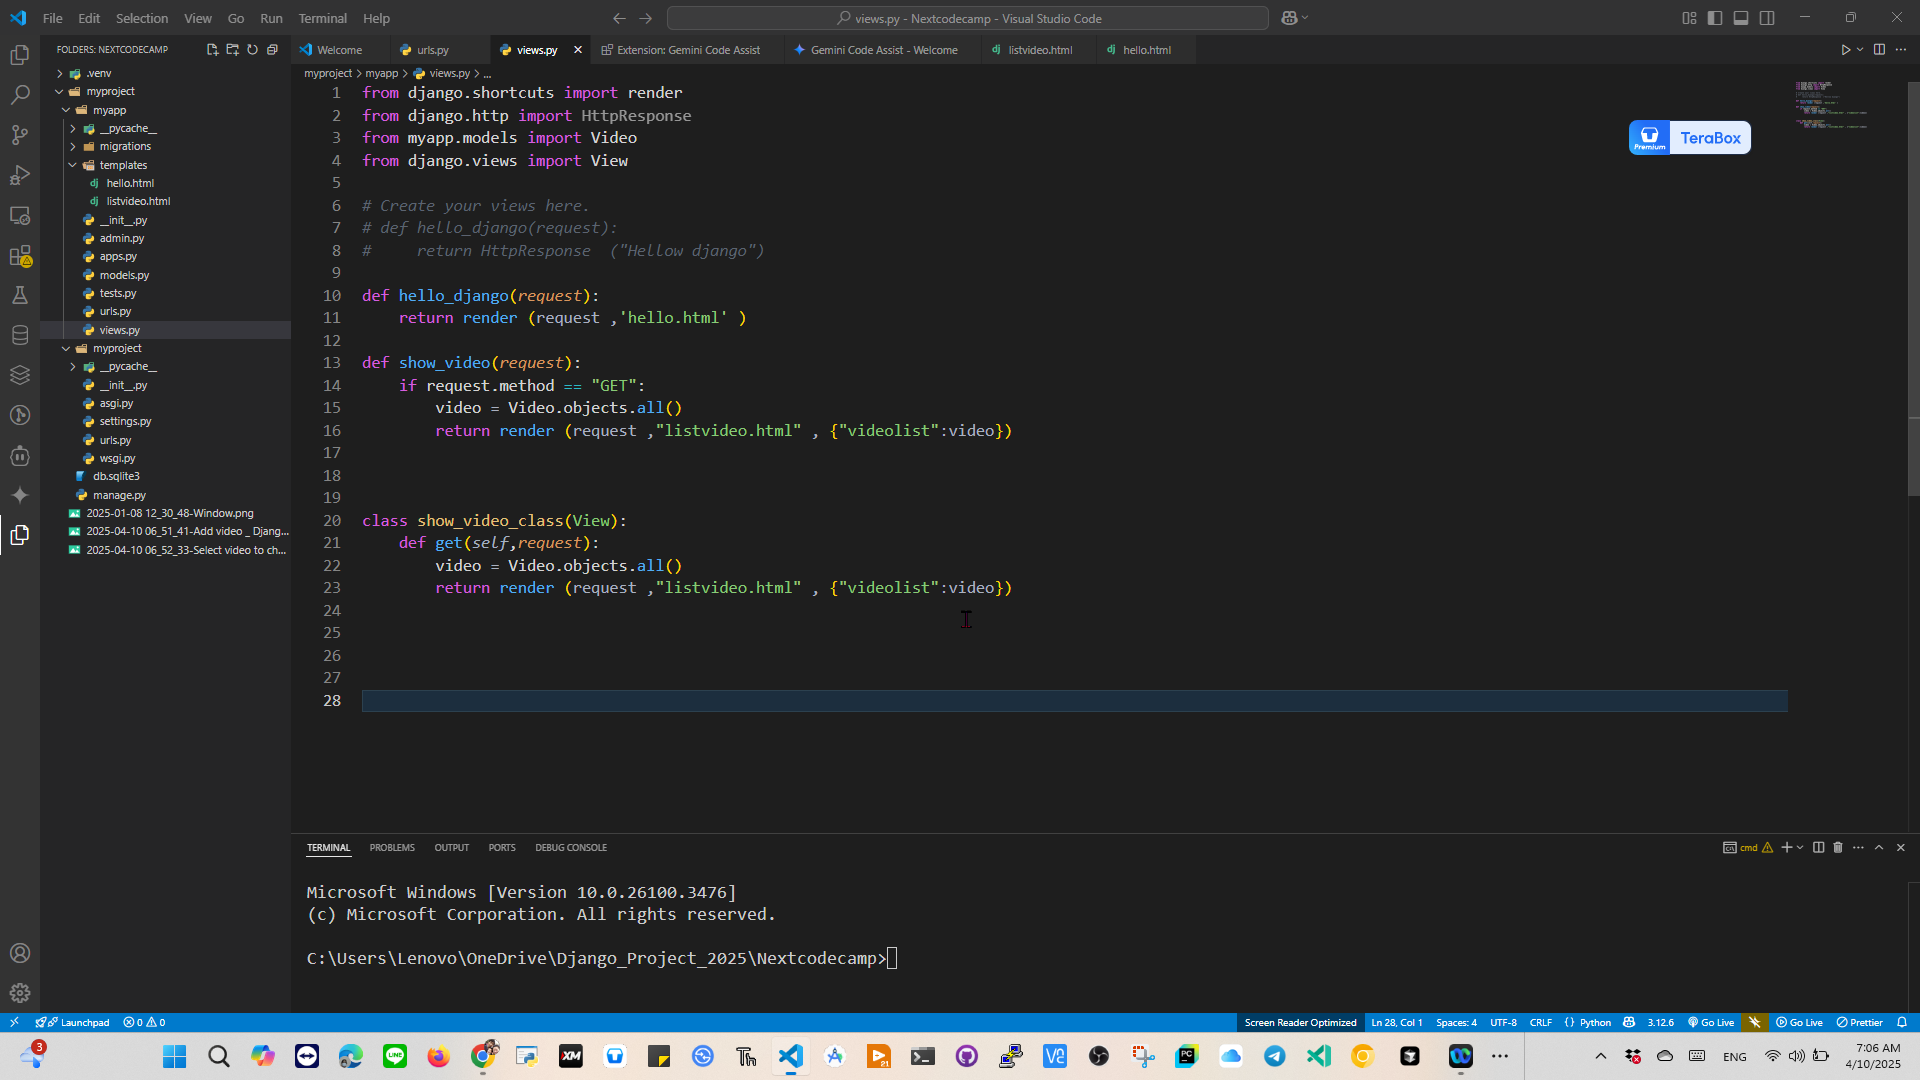 File Edit Selection View Go Run Terminal Help
views.py - Nextcodecamp - Visual Studio Code
FOLDERS: NEXTCODECAMP
Welcome urls.py views.py Extension: Gemini Code Assist Gemini Code Assist - Welcome listvideo.html hello.html
myproject > myapp > views.py > ...
.venv
myproject
myapp
__pycache__
migrations
templates
hello.html
listvideo.html
__init__.py
admin.py
apps.py
models.py
tests.py
urls.py
views.py
myproject
__pycache__
__init__.py
asgi.py
settings.py
urls.py
wsgi.py
db.sqlite3
manage.py
2025-01-08 12_30_48-Window.png
2025-04-10 06_51_41-Add video _ Djang...
2025-04-10 06_52_33-Select video to ch...
1 from django.shortcuts import render
2 from django.http import HttpResponse
3 from myapp.models import Video
4 from django.views import View
5
6 # Create your views here.
7 # def hello_django(request):
8 #     return HttpResponse  ("Hellow django")
9
10 def hello_django(request):
11     return render (request ,'hello.html' )
12
13 def show_video(request):
14     if request.method == "GET":
15         video = Video.objects.all()
16         return render (request ,"listvideo.html" , {"videolist":video})
17
18
19
20 class show_video_class(View):
21     def get(self,request):
22         video = Video.objects.all()
23         return render (request ,"listvideo.html" , {"videolist":video})
24
25
26
27
28
Premium TeraBox
TERMINAL PROBLEMS OUTPUT PORTS DEBUG CONSOLE
cmd
Microsoft Windows [Version 10.0.26100.3476]
(c) Microsoft Corporation. All rights reserved.
C:\Users\Lenovo\OneDrive\Django_Project_2025\Nextcodecamp>
Launchpad 0 0 Screen Reader Optimized Ln 28, Col 1 Spaces: 4 UTF-8 CRLF {} Python 3.12.6 Go Live Go Live Prettier
3
ENG
7:06 AM
4/10/2025